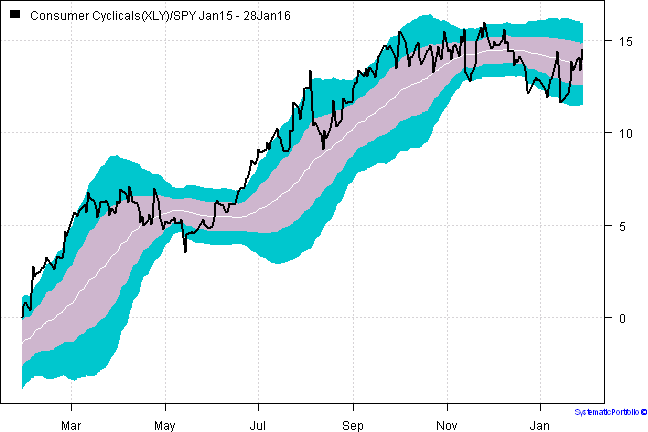 Consumer Cyclicals(XLY)/SPY Jan15 - 28Jan16
15
10
5
0
Mar May Jul Sep Nov Jan
SystematicPortfolio ©